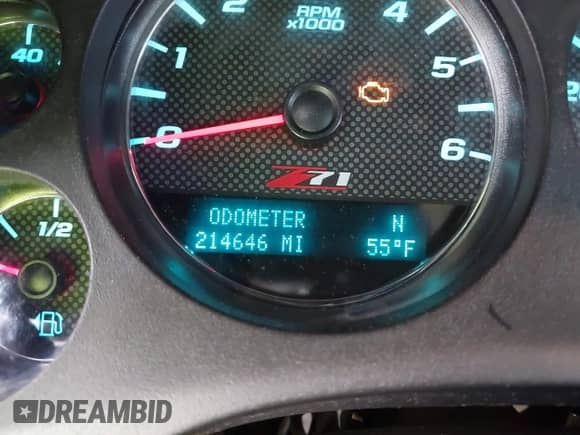 40
1/2
0
1
2
4
5
6
RPM
x1000
Z71
ODOMETER N
214646 MI 55°F
DREAMBID